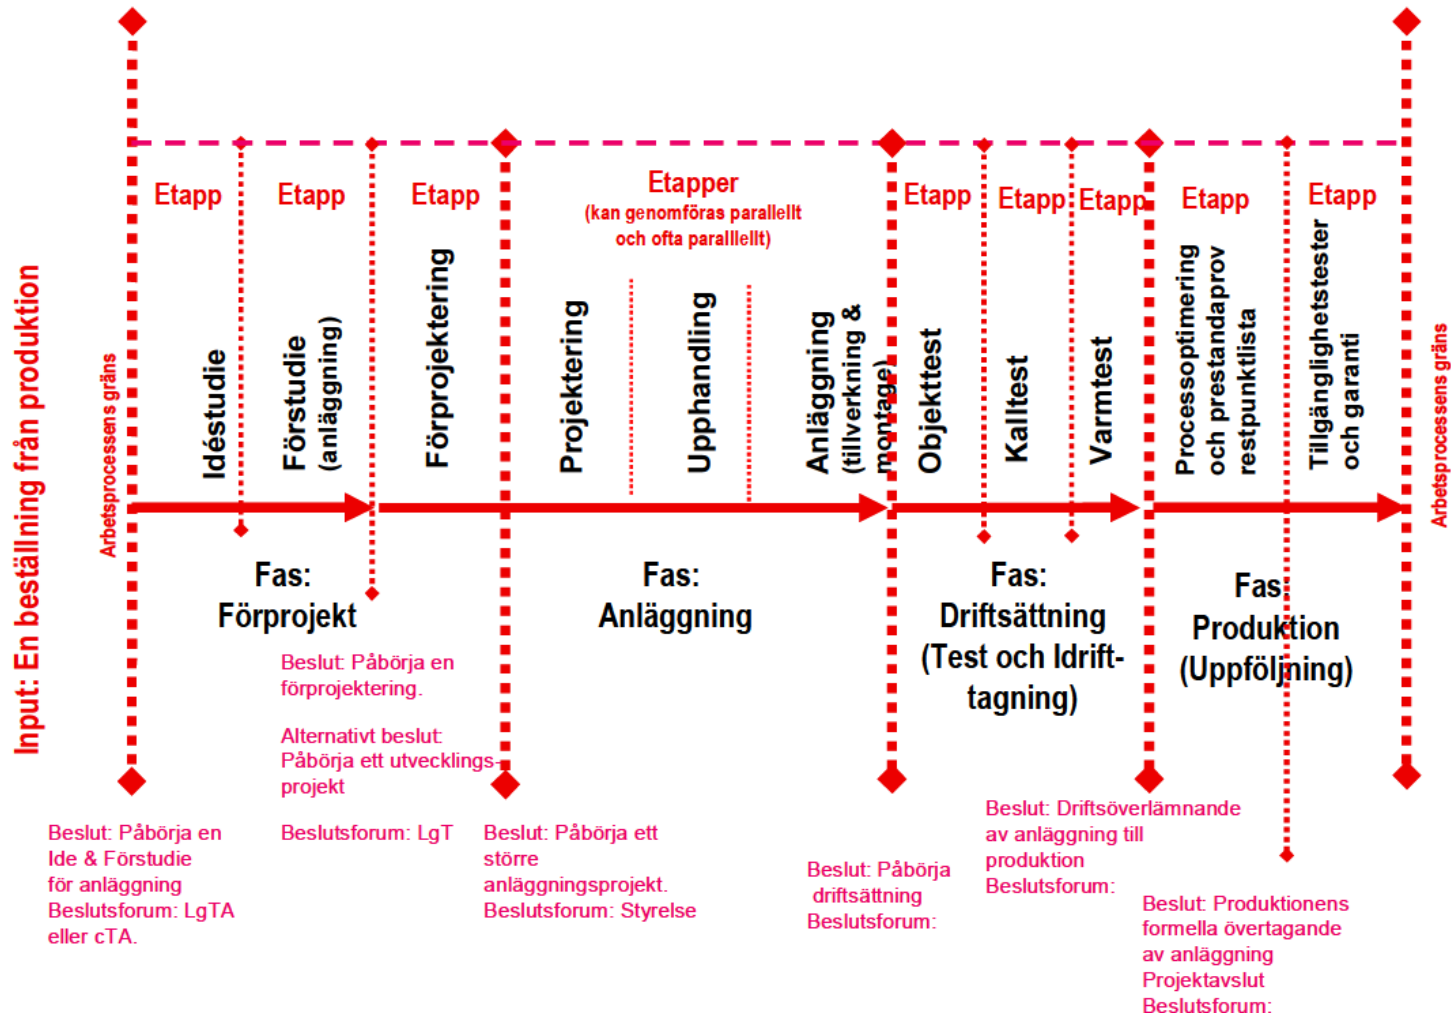 Input: En beställning från produktion
Arbetsprocessens gräns
Etapp
Etapp
Etapp
Etapper
(kan genomföras parallellt
och ofta paralllellt)
Etapp
Etapp
Etapp
Etapp
Etapp
Idéstudie
Förstudie
(anläggning)
Förprojektering
Projektering
Upphandling
Anläggning
(tillverkning &
montage)
Objekttest
Kalltest
Varmtest
Processoptimering
och prestandaprov
restpunktlista
Tillgänglighetstester
och garanti
Arbetsprocessens gräns
Fas:
Förprojekt
Fas:
Anläggning
Fas:
Driftsättning
(Test och Idrift-
tagning)
Fas:
Produktion
(Uppföljning)
Beslut: Påbörja en
Ide & Förstudie
för anläggning
Beslutsforum: LgTA
eller cTA.
Beslut: Påbörja en
förprojektering.
Alternativt beslut:
Påbörja ett utvecklings-
projekt
Beslutsforum: LgT
Beslut: Påbörja ett
större
anläggningsprojekt.
Beslutsforum: Styrelse
Beslut: Påbörja
driftsättning
Beslutsforum:
Beslut: Driftsöverlämnande
av anläggning till
produktion
Beslutsforum:
Beslut: Produktionens
formella övertagande
av anläggning
Projektavslut
Beslutsforum: